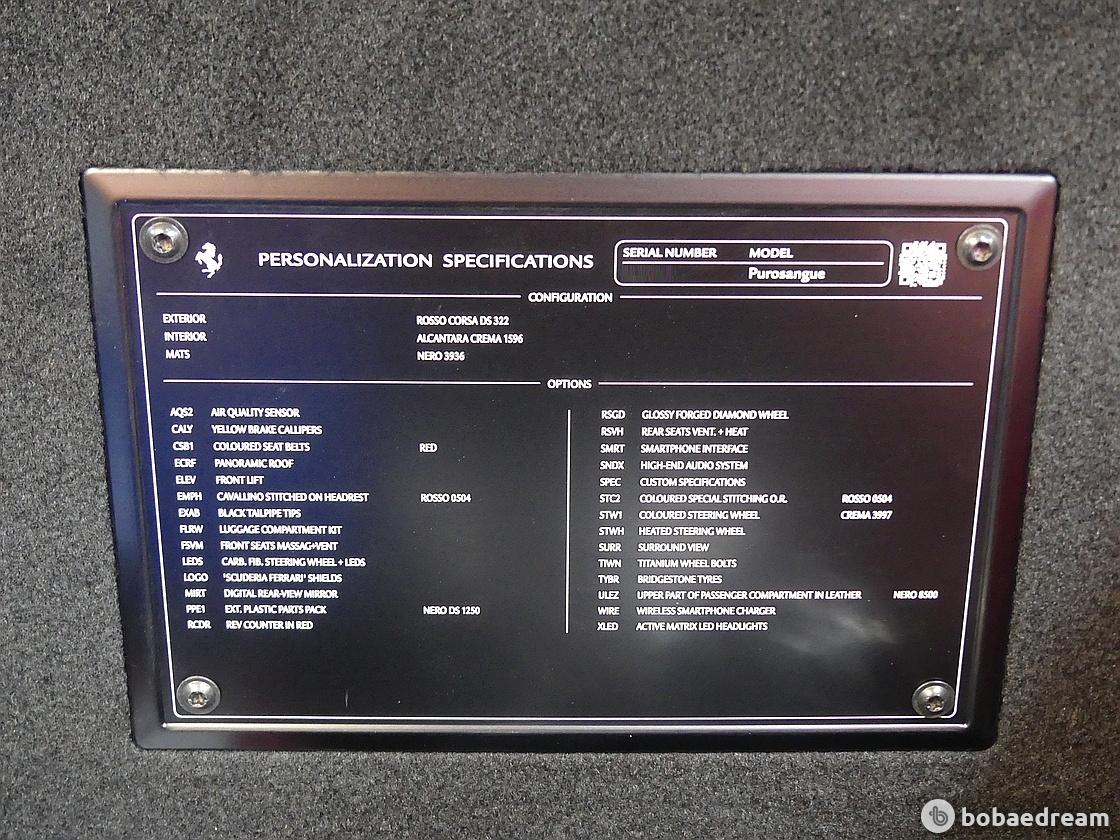 PERSONALIZATION SPECIFICATIONS
SERIAL NUMBER MODEL
Purosangue
CONFIGURATION
EXTERIOR ROSSO CORSA DS 322
INTERIOR ALCANTARA CREMA 1596
MATS NERO 3936
OPTIONS
AQS2 AIR QUALITY SENSOR
CALY YELLOW BRAKE CALLIPERS
CSB1 COLOURED SEAT BELTS RED
ECRF PANORAMIC ROOF
ELEV FRONT LIFT
EMPH CAVALLINO STITCHED ON HEADREST ROSSO 0504
EXAB BLACK TAILPIPE TIPS
FLRW LUGGAGE COMPARTMENT KIT
FSVM FRONT SEATS MASSAG+VENT
LEDS CARB. FIB. STEERING WHEEL + LEDS
LOGO 'SCUDERIA FERRARI' SHIELDS
MIRT DIGITAL REAR-VIEW MIRROR
PPE1 EXT. PLASTIC PARTS PACK NERO DS 1250
RCDR REV COUNTER IN RED
RSGD GLOSSY FORGED DIAMOND WHEEL
RSVH REAR SEATS VENT. + HEAT
SMRT SMARTPHONE INTERFACE
SNDX HIGH-END AUDIO SYSTEM
SPEC CUSTOM SPECIFICATIONS
STC2 COLOURED SPECIAL STITCHING O.R. ROSSO 0504
STW1 COLOURED STEERING WHEEL CREMA 3997
STWH HEATED STEERING WHEEL
SURR SURROUND VIEW
TIWN TITANIUM WHEEL BOLTS
TYBR BRIDGESTONE TYRES
ULEZ UPPER PART OF PASSENGER COMPARTMENT IN LEATHER NERO 8500
WIRE WIRELESS SMARTPHONE CHARGER
XLED ACTIVE MATRIX LED HEADLIGHTS
bobaedream